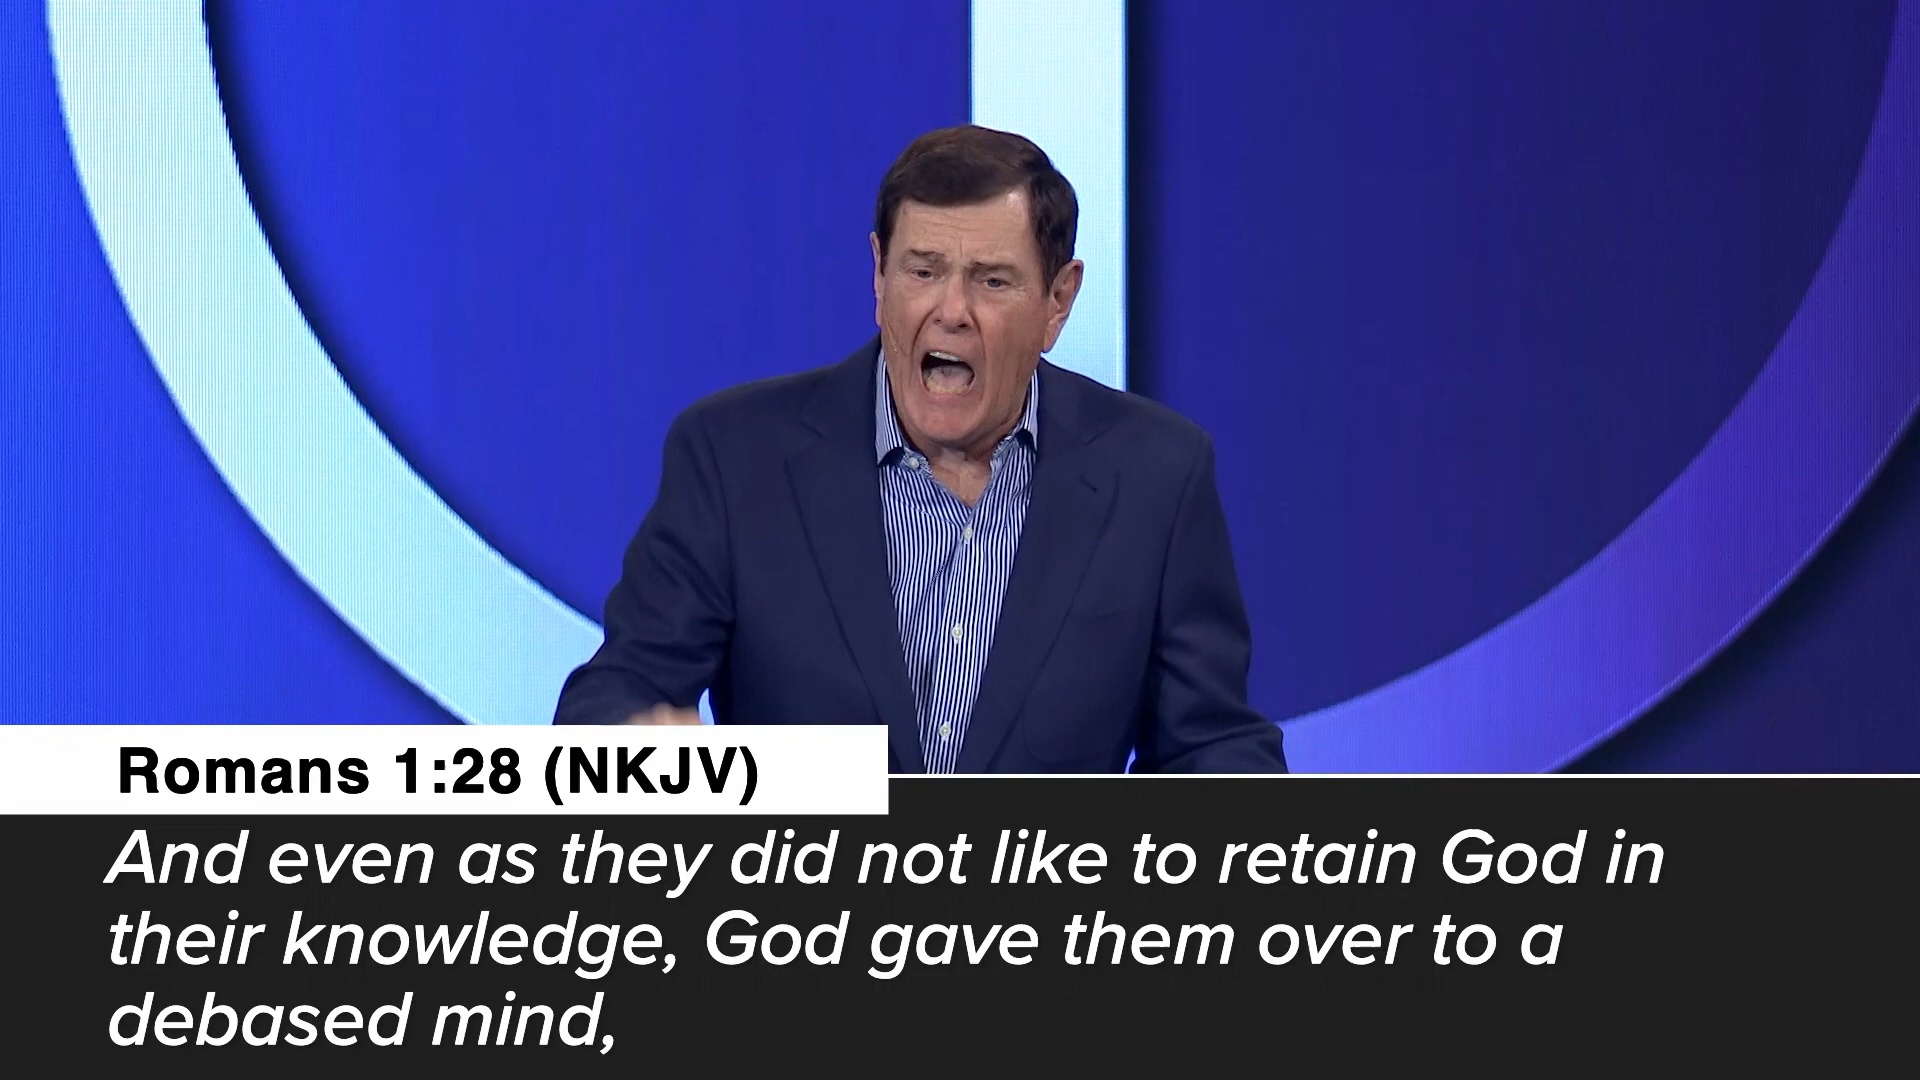 Romans 1:28 (NKJV)
And even as they did not like to retain God in
their knowledge, God gave them over to a
debased mind,